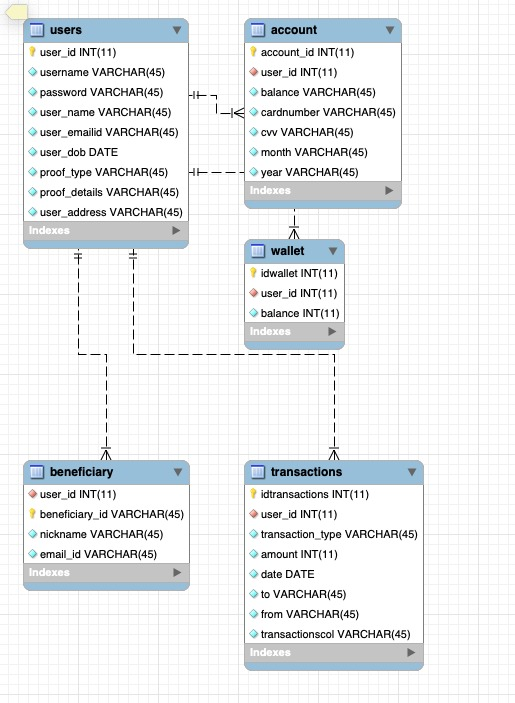 users
user_id INT(11)
username VARCHAR(45)
password VARCHAR(45)
user_name VARCHAR(45)
user_emailid VARCHAR(45)
user_dob DATE
proof_type VARCHAR(45)
proof_details VARCHAR(45)
user_address VARCHAR(45)
Indexes
account
account_id INT(11)
user_id INT(11)
balance VARCHAR(45)
cardnumber VARCHAR(45)
cvv VARCHAR(45)
month VARCHAR(45)
year VARCHAR(45)
Indexes
wallet
idwallet INT(11)
user_id INT(11)
balance INT(11)
Indexes
beneficiary
user_id INT(11)
beneficiary_id VARCHAR(45)
nickname VARCHAR(45)
email_id VARCHAR(45)
Indexes
transactions
idtransactions INT(11)
user_id INT(11)
transaction_type VARCHAR(45)
amount INT(11)
date DATE
to VARCHAR(45)
from VARCHAR(45)
transactionscol VARCHAR(45)
Indexes